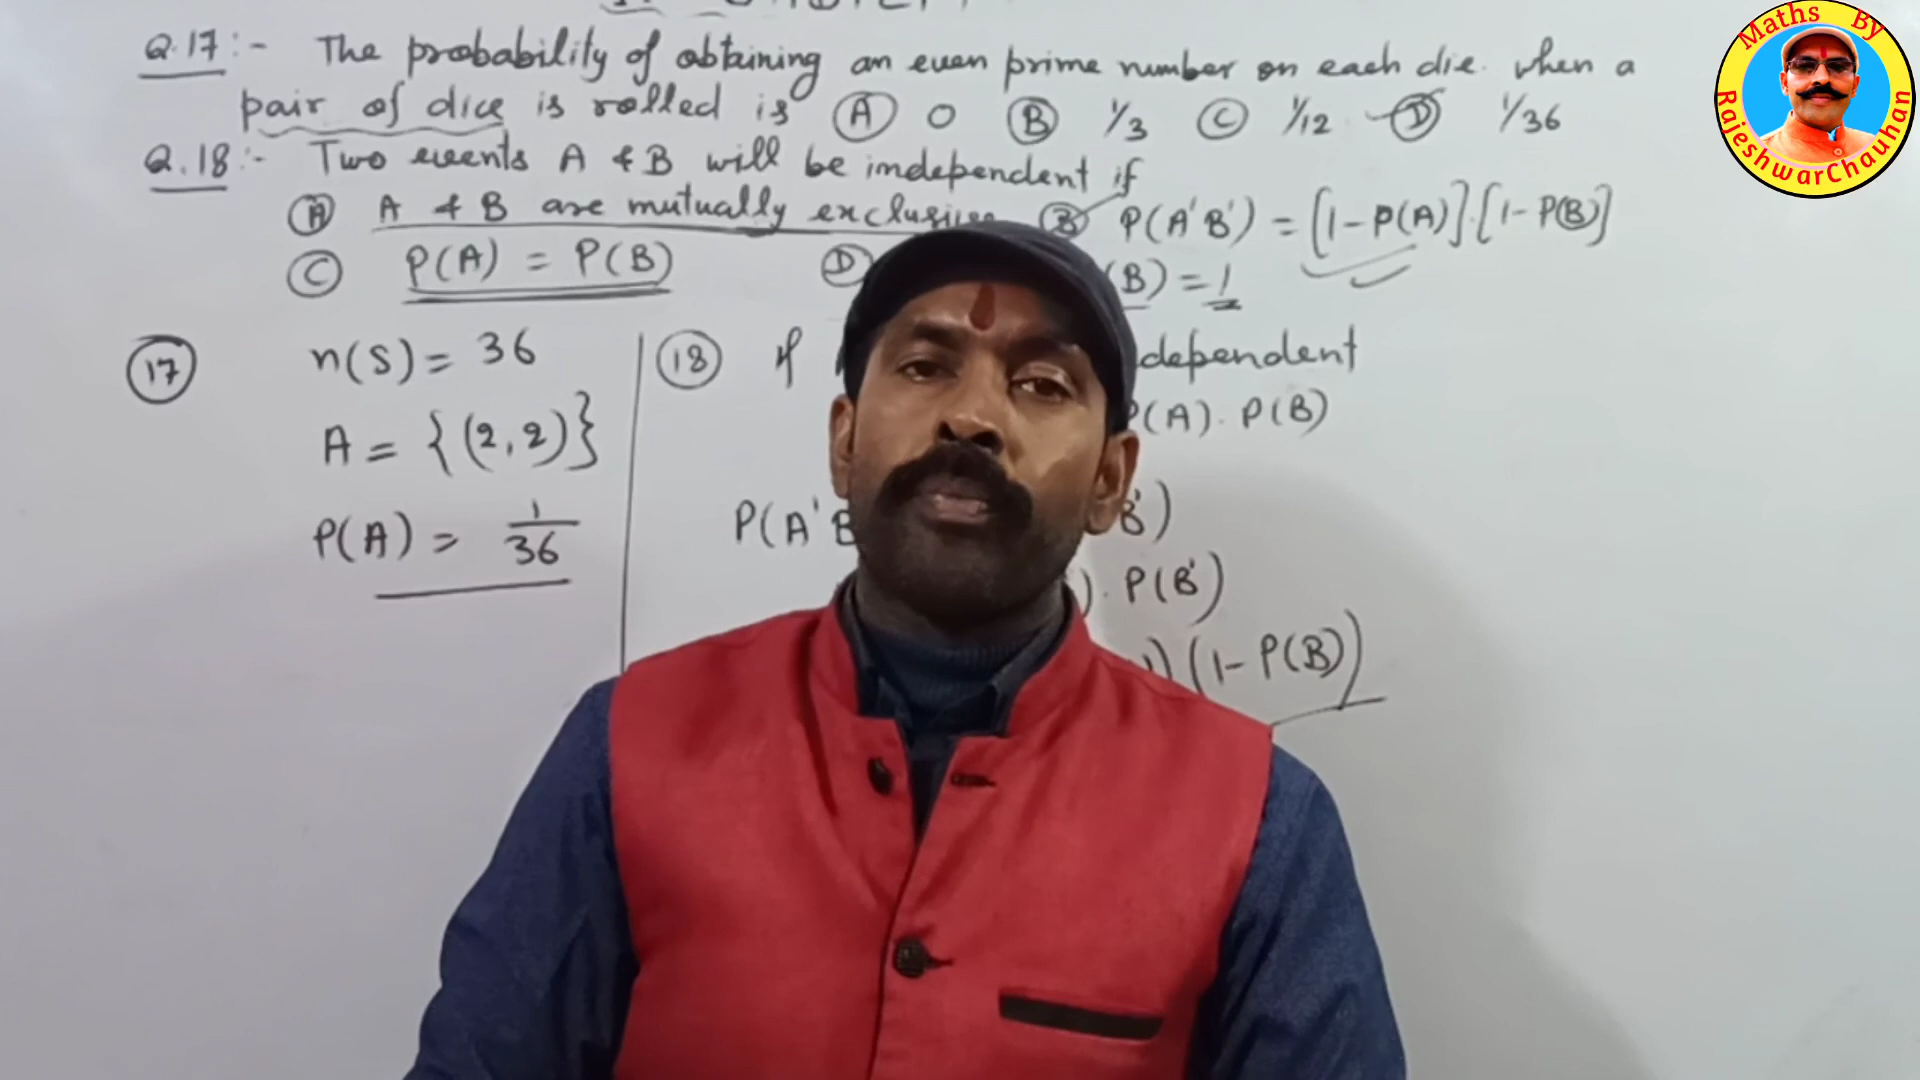 Q.17:- The probability of obtaining an even prime number on each die. when a
pair of dice is rolled is (A) 0 (B) 1/3 (C) 1/12 (D) 1/36
Q.18:- Two events A & B will be independent if
(A) A & B are mutually exclusive (B) P(A'B') = [1-P(A)].[1-P(B)]
(C) P(A) = P(B) (D) (B) = 1
(17) n(S) = 36
A = {(2,2)}
P(A) = 1/36
(18) If dependent
P(A). P(B)
P(A'B B')
). P(B')
) (1-P(B))
Maths By
RajeshwarChauhan